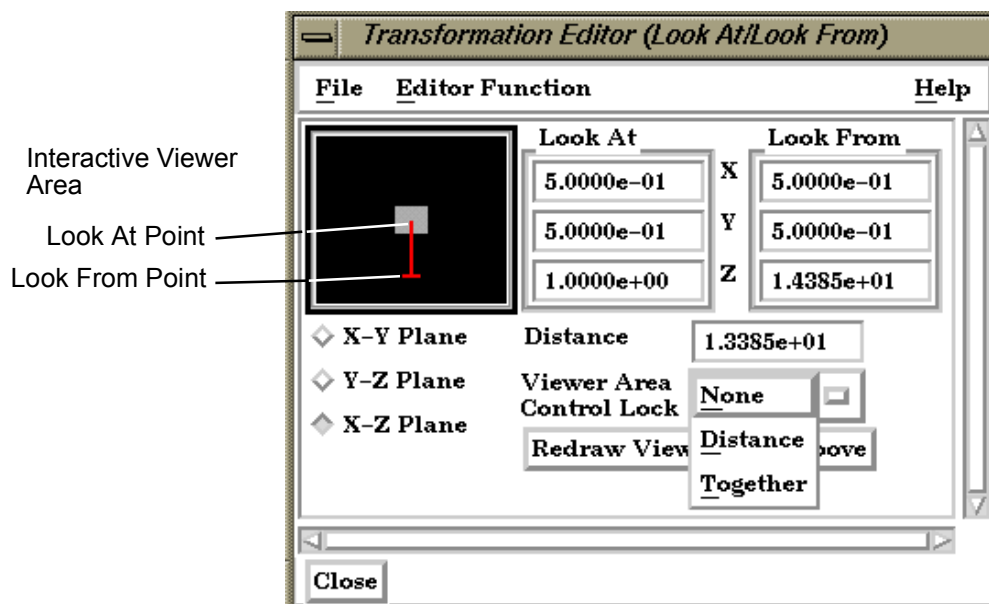 Transformation Editor (Look At/Look From)
File Editor Function Help
Interactive Viewer
Area
Look At Point
Look From Point
Look At Look From
5.0000e-01 X 5.0000e-01
5.0000e-01 Y 5.0000e-01
1.0000e+00 Z 1.4385e+01
X-Y Plane
Y-Z Plane
X-Z Plane
Distance 1.3385e+01
Viewer Area
Control Lock
None
Distance
Together
Redraw View
Close